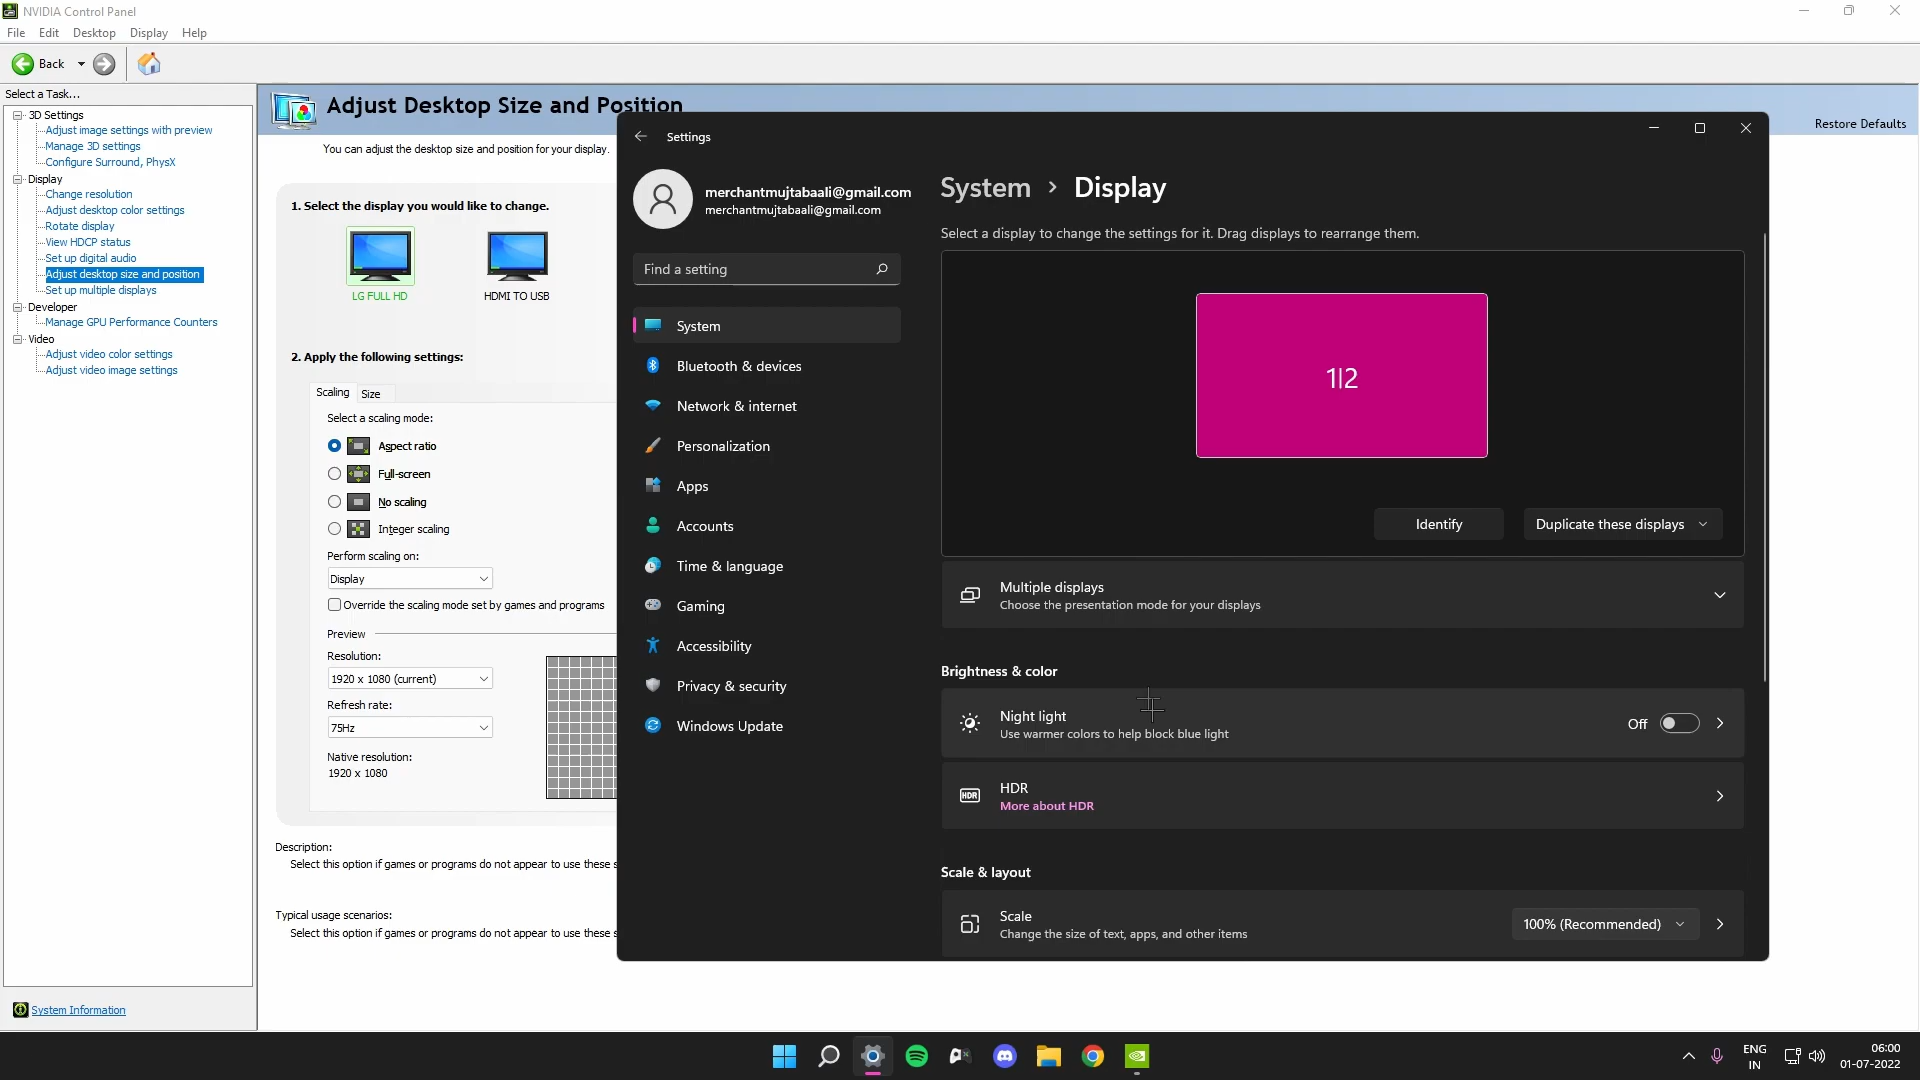 NVIDIA Control Panel
File Edit Desktop Display Help
Back
Select a Task...
3D Settings
Adjust image settings with preview
Manage 3D settings
Configure Surround, PhysX
Display
Change resolution
Adjust desktop color settings
Rotate display
View HDCP status
Set up digital audio
Adjust desktop size and position
Set up multiple displays
Developer
Manage GPU Performance Counters
Video
Adjust video color settings
Adjust video image settings
System Information
Adjust Desktop Size and Position
Restore Defaults
You can adjust the desktop size and position for your display.
1. Select the display you would like to change.
LG FULL HD
HDMI TO USB
2. Apply the following settings:
Scaling Size
Select a scaling mode:
Aspect ratio
Full-screen
No scaling
Integer scaling
Perform scaling on:
Display
Override the scaling mode set by games and programs
Preview
Resolution:
1920 x 1080 (current)
Refresh rate:
75Hz
Native resolution:
1920 x 1080
Description:
Select this option if games or programs do not appear to use these s
Typical usage scenarios:
Select this option if games or programs do not appear to use these s
Settings
merchantmujtabaali@gmail.com
merchantmujtabaali@gmail.com
Find a setting
System
Bluetooth & devices
Network & internet
Personalization
Apps
Accounts
Time & language
Gaming
Accessibility
Privacy & security
Windows Update
System > Display
Select a display to change the settings for it. Drag displays to rearrange them.
1|2
Identify
Duplicate these displays
Multiple displays
Choose the presentation mode for your displays
Brightness & color
Night light
Use warmer colors to help block blue light
Off
HDR
HDR
More about HDR
Scale & layout
Scale
Change the size of text, apps, and other items
100% (Recommended)
ENG
IN
06:00
01-07-2022